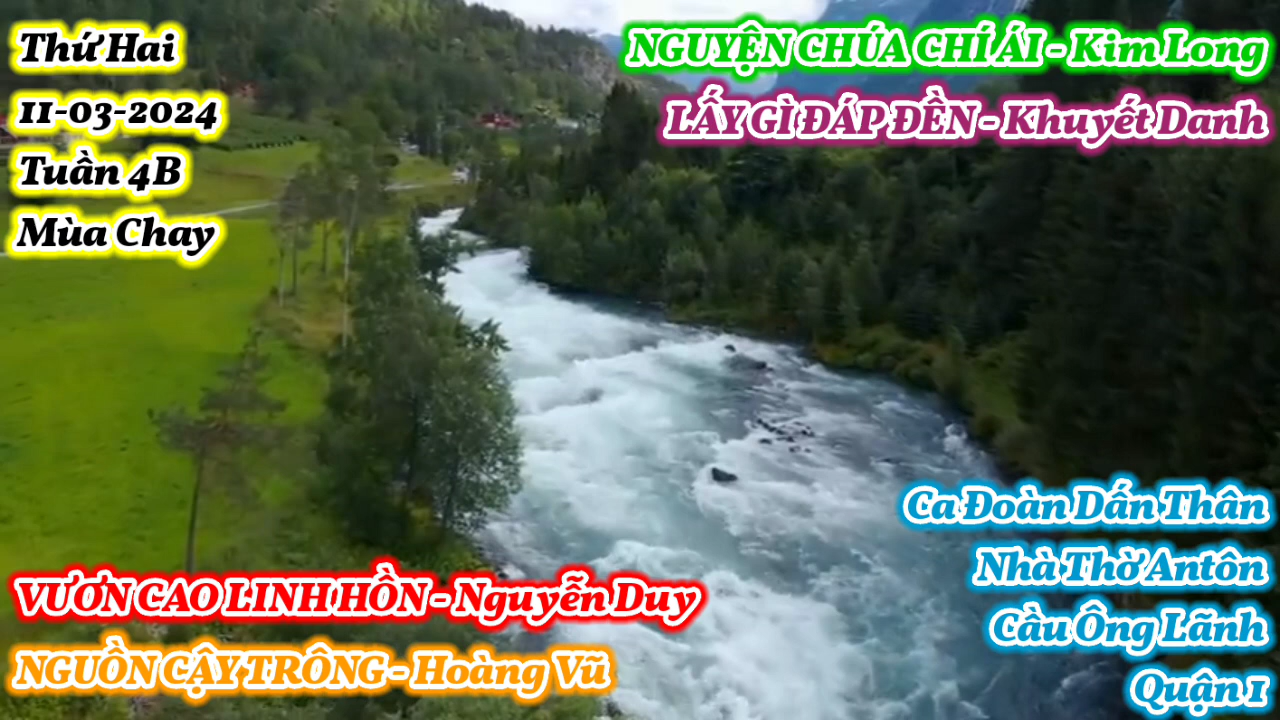 Thứ Hai
11-03-2024
Tuần 4B
Mùa Chay
NGUYỆN CHÚA CHÍ ÁI - Kim Long
LẤY GÌ ĐÁP ĐỀN - Khuyết Danh
VƯƠN CAO LINH HỒN - Nguyễn Duy
NGUỒN CẬY TRÔNG - Hoàng Vũ
Ca Đoàn Dấn Thân
Nhà Thờ Antôn
Cầu Ông Lãnh
Quận 1